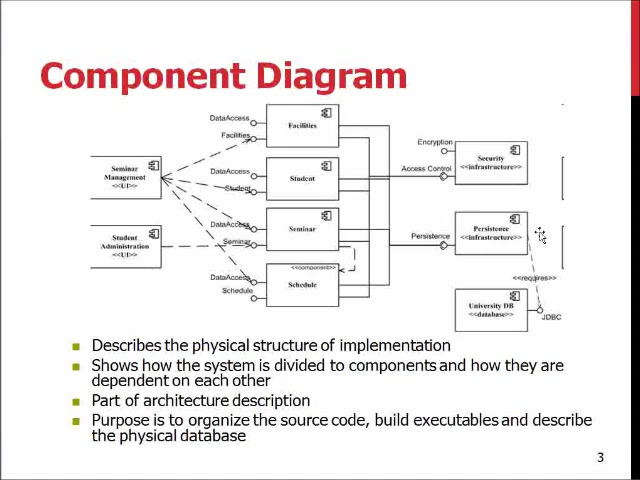 Component Diagram
DataAccess
Facilities
Facilities
Encryption
Security
<<infrastructure>>
Access Control
Seminar
Management
<<UI>>
DataAccess
Student
Student
DataAccess
Seminar
Seminar
Student
Administration
<<UI>>
Persistence
Persistence
<<infrastructure>>
<<component>>
DataAccess
Schedule
Schedule
<<requires>>
University DB
<<database>>
JDBC
Describes the physical structure of implementation
Shows how the system is divided to components and how they are
dependent on each other
Part of architecture description
Purpose is to organize the source code, build executables and describe
the physical database
3